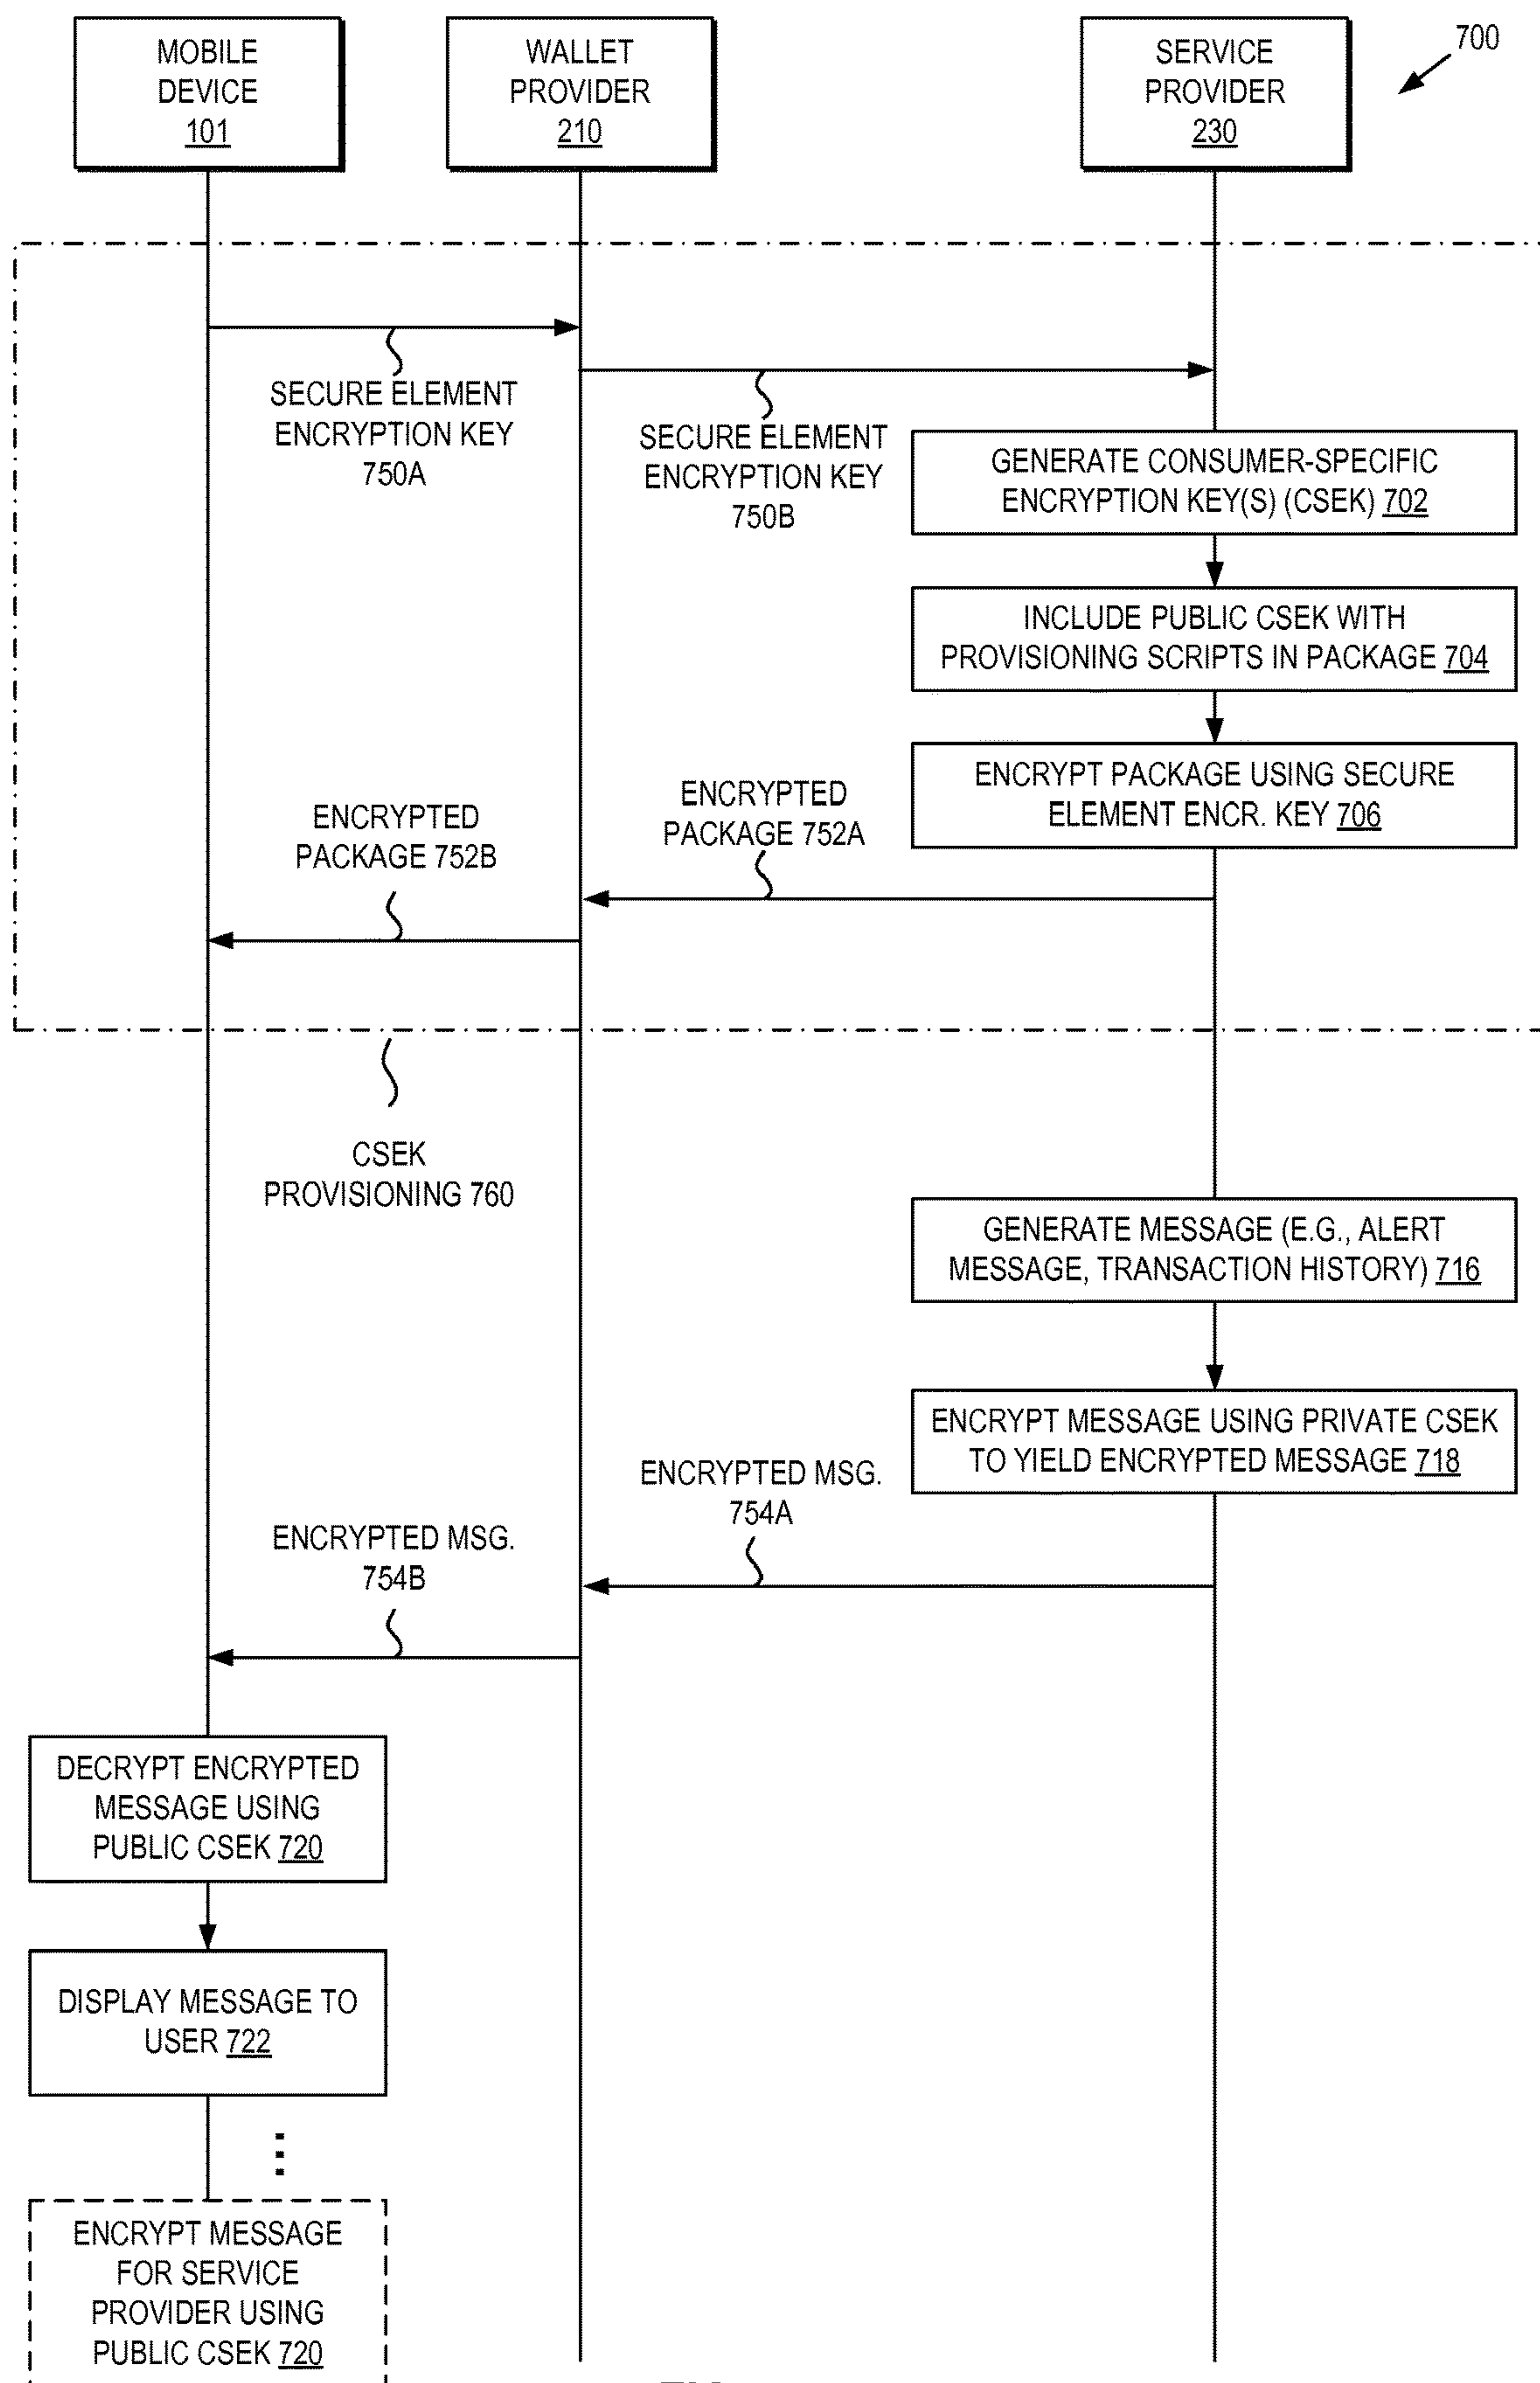 MOBILE
DEVICE
101
WALLET
PROVIDER
210
SERVICE
PROVIDER
230
700
SECURE ELEMENT
ENCRYPTION KEY
750A
SECURE ELEMENT
ENCRYPTION KEY
750B
GENERATE CONSUMER-SPECIFIC
ENCRYPTION KEY(S) (CSEK) 702
INCLUDE PUBLIC CSEK WITH
PROVISIONING SCRIPTS IN PACKAGE 704
ENCRYPT PACKAGE USING SECURE
ELEMENT ENCR. KEY 706
ENCRYPTED
PACKAGE 752A
ENCRYPTED
PACKAGE 752B
CSEK
PROVISIONING 760
GENERATE MESSAGE (E.G., ALERT
MESSAGE, TRANSACTION HISTORY) 716
ENCRYPT MESSAGE USING PRIVATE CSEK
TO YIELD ENCRYPTED MESSAGE 718
ENCRYPTED MSG.
754A
ENCRYPTED MSG.
754B
DECRYPT ENCRYPTED
MESSAGE USING
PUBLIC CSEK 720
DISPLAY MESSAGE TO
USER 722
ENCRYPT MESSAGE
FOR SERVICE
PROVIDER USING
PUBLIC CSEK 720